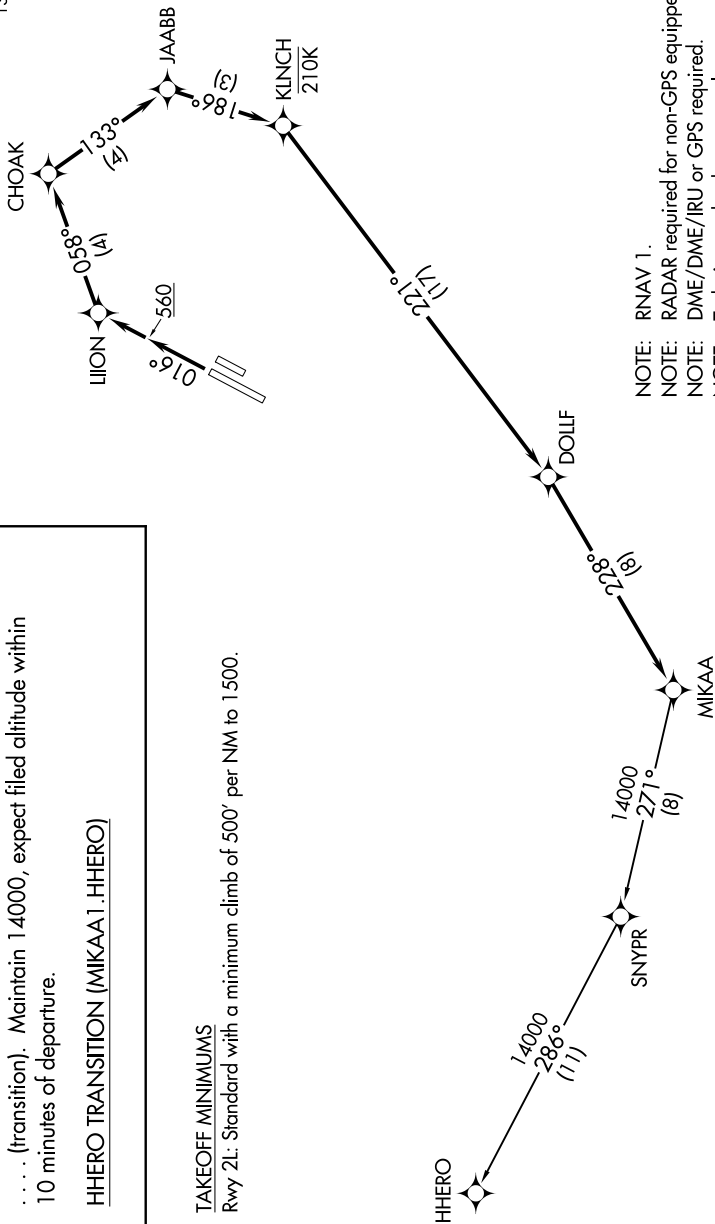 . . . . (transition). Maintain 14000, expect filed altitude within
10 minutes of departure.
HHERO TRANSITION (MIKAA1.HHERO)
TAKEOFF MINIMUMS
Rwy 2L: Standard with a minimum climb of 500' per NM to 1500.
CHOAK
JAABB
133°
(4)
186°
(3)
KLNCH
210K
058°
(4)
LIION
560
016°
221°
(17)
DOLLF
228°
(8)
MIKAA
14000
271°
(8)
SNYPR
14000
286°
(11)
HHERO
NOTE: RNAV 1.
NOTE: RADAR required for non-GPS equippe
NOTE: DME/DME/IRU or GPS required.